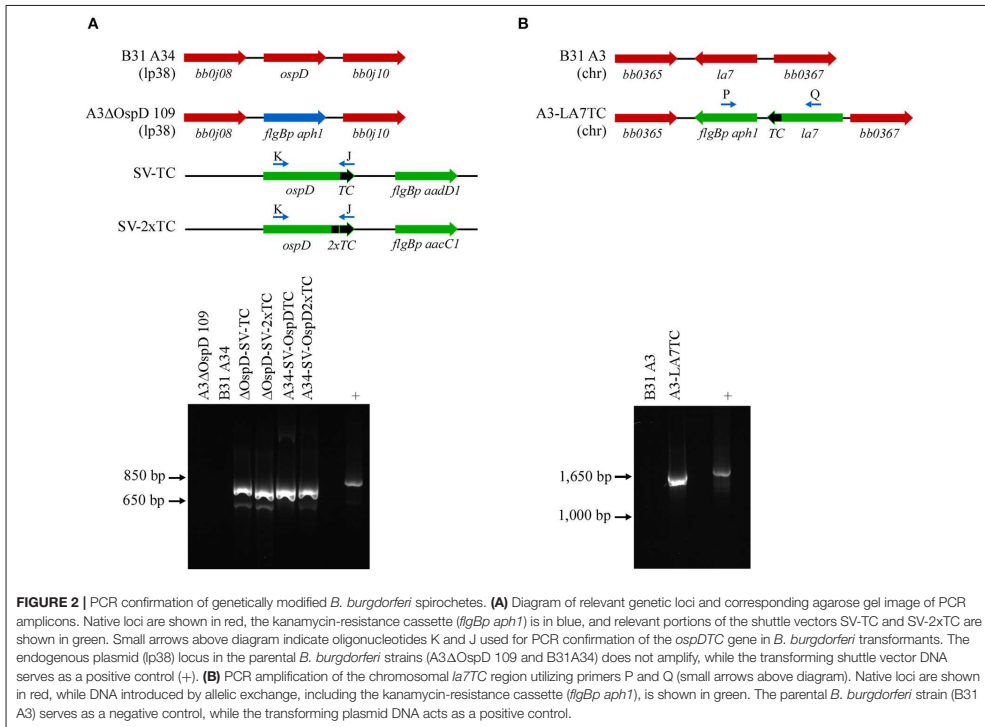 A
B31 A34
(lp38)
bb0j08
ospD
bb0j10
A3ΔOspD 109
(lp38)
bb0j08
flgBp aph1
bb0j10
SV-TC
K
J
ospD
TC
flgBp aadD1
SV-2xTC
K
J
ospD
2xTC
flgBp aacC1
A3ΔOspD 109
B31 A34
ΔOspD-SV-TC
ΔOspD-SV-2xTC
A34-SV-OspDTC
A34-SV-OspD2xTC
+
850 bp
650 bp
B
B31 A3
(chr)
bb0365
la7
bb0367
A3-LA7TC
(chr)
P
Q
bb0365
flgBp aph1
TC
la7
bb0367
B31 A3
A3-LA7TC
+
1,650 bp
1,000 bp
FIGURE 2 | PCR confirmation of genetically modified B. burgdorferi spirochetes. (A) Diagram of relevant genetic loci and corresponding agarose gel image of PCR
amplicons. Native loci are shown in red, the kanamycin-resistance cassette (flgBp aph1) is in blue, and relevant portions of the shuttle vectors SV-TC and SV-2xTC are
shown in green. Small arrows above diagram indicate oligonucleotides K and J used for PCR confirmation of the ospDTC gene in B. burgdorferi transformants. The
endogenous plasmid (lp38) locus in the parental B. burgdorferi strains (A3ΔOspD 109 and B31A34) does not amplify, while the transforming shuttle vector DNA
serves as a positive control (+). (B) PCR amplification of the chromosomal la7TC region utilizing primers P and Q (small arrows above diagram). Native loci are shown
in red, while DNA introduced by allelic exchange, including the kanamycin-resistance cassette (flgBp aph1), is shown in green. The parental B. burgdorferi strain (B31
A3) serves as a negative control, while the transforming plasmid DNA acts as a positive control.